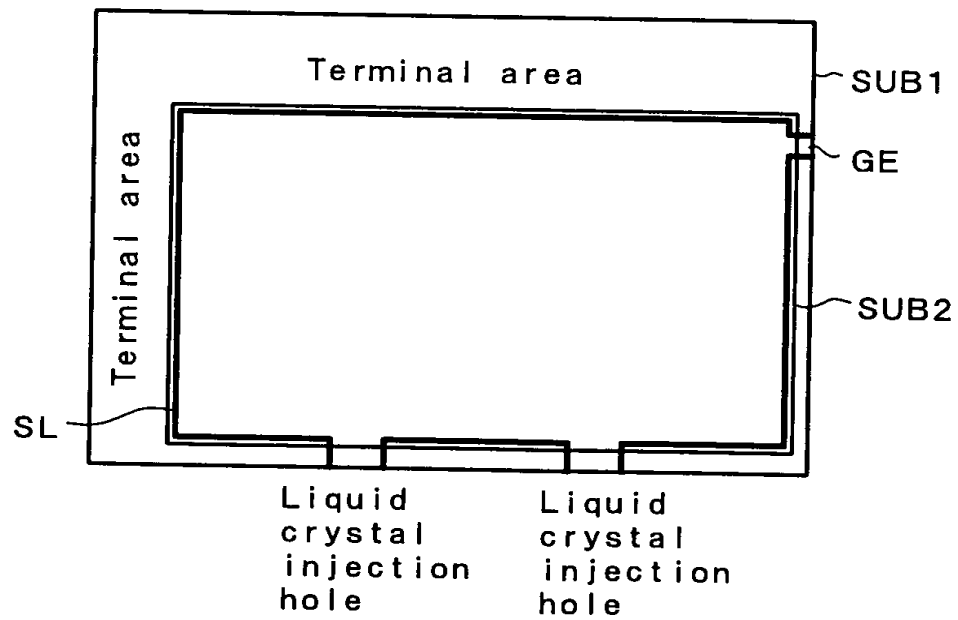 Terminal area
SUB1
GE
Terminal area
SUB2
SL
Liquid
crystal
injection
hole
Liquid
crystal
injection
hole